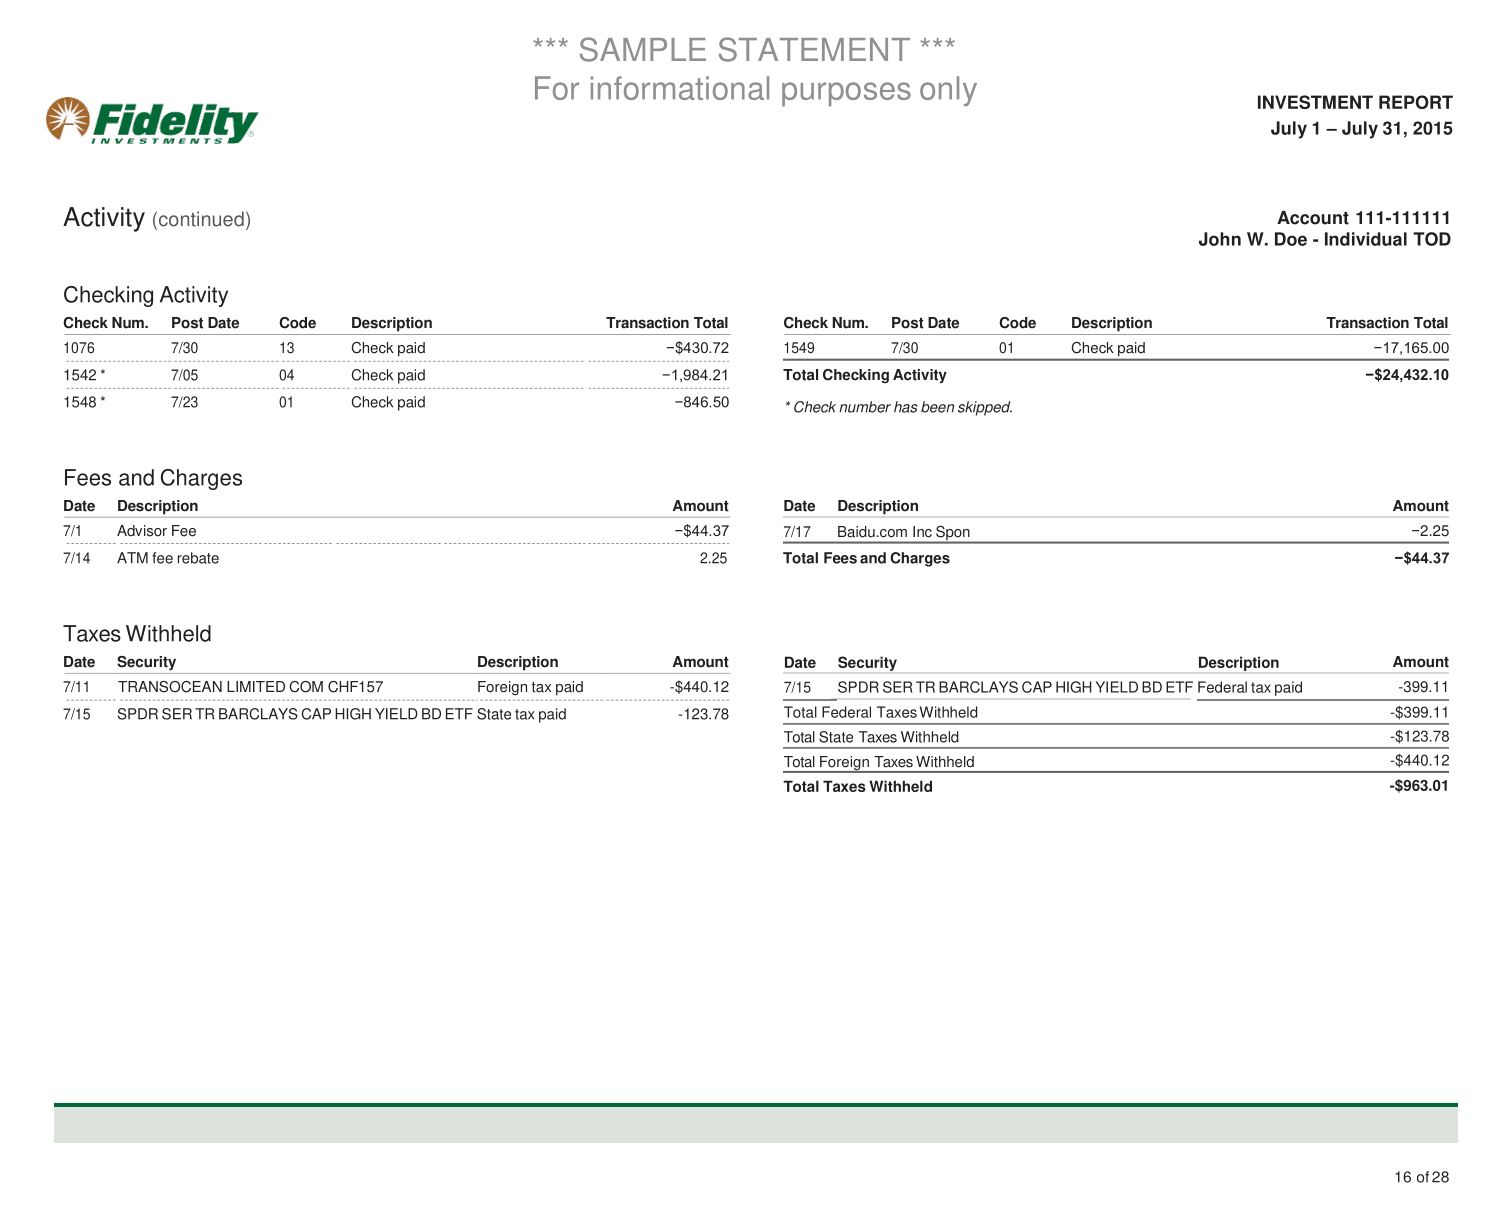 *** SAMPLE STATEMENT ***
For informational purposes only
Fidelity
INVESTMENTS
INVESTMENT REPORT
July 1 – July 31, 2015
Activity (continued)
Account 111-111111
John W. Doe - Individual TOD
Checking Activity
Check Num. Post Date Code Description Transaction Total
1076 7/30 13 Check paid −$430.72
1542 * 7/05 04 Check paid −1,984.21
1548 * 7/23 01 Check paid −846.50
Check Num. Post Date Code Description Transaction Total
1549 7/30 01 Check paid −17,165.00
Total Checking Activity −$24,432.10
* Check number has been skipped.
Fees and Charges
Date Description Amount
7/1 Advisor Fee −$44.37
7/14 ATM fee rebate 2.25
Date Description Amount
7/17 Baidu.com Inc Spon −2.25
Total Fees and Charges −$44.37
Taxes Withheld
Date Security Description Amount
7/11 TRANSOCEAN LIMITED COM CHF157 Foreign tax paid -$440.12
7/15 SPDR SER TR BARCLAYS CAP HIGH YIELD BD ETF State tax paid -123.78
Date Security Description Amount
7/15 SPDR SER TR BARCLAYS CAP HIGH YIELD BD ETF Federal tax paid -399.11
Total Federal Taxes Withheld -$399.11
Total State Taxes Withheld -$123.78
Total Foreign Taxes Withheld -$440.12
Total Taxes Withheld -$963.01
16 of 28